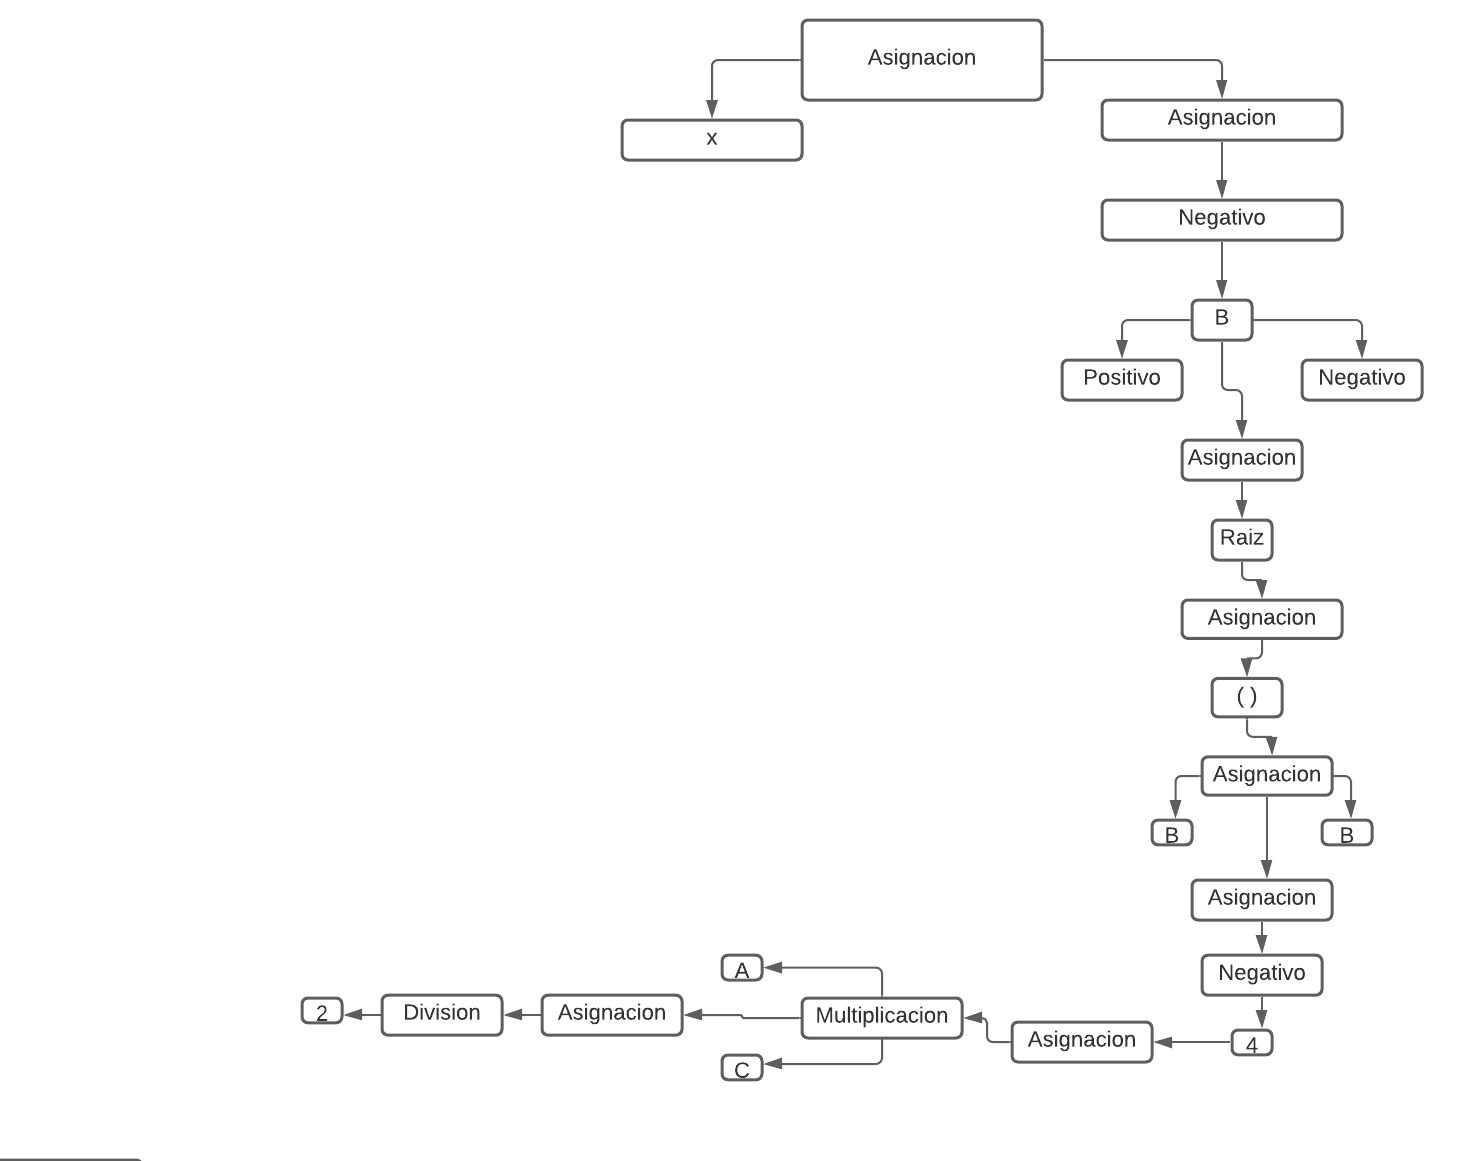 Asignacion
x
Asignacion
Negativo
B
Positivo
Negativo
Asignacion
Raiz
Asignacion
( )
Asignacion
B
B
Asignacion
Negativo
4
Asignacion
Multiplicacion
A
C
Asignacion
Division
2